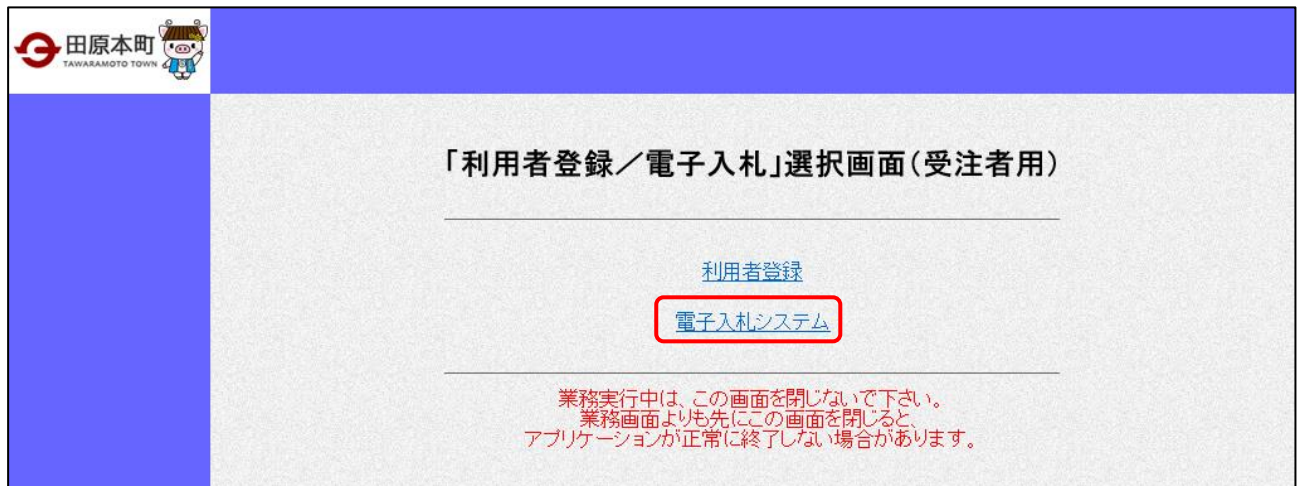 田原本町
TAWARAMOTO TOWN
「利用者登録／電子入札」選択画面（受注者用）
利用者登録
電子入札システム
業務実行中は、この画面を閉じないで下さい。
業務画面よりも先にこの画面を閉じると、
アプリケーションが正常に終了しない場合があります。